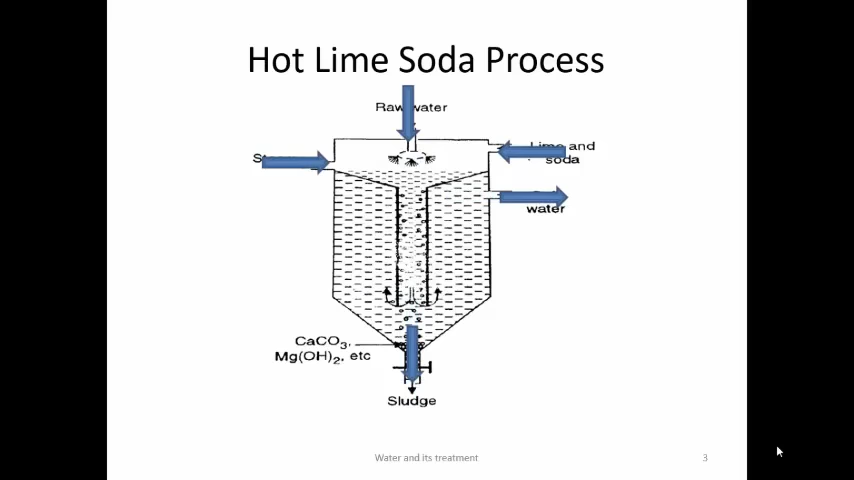 Hot Lime Soda Process
Raw water
Lime and
soda
water
CaCO3,
Mg(OH)2, etc
Sludge
Water and its treatment
3